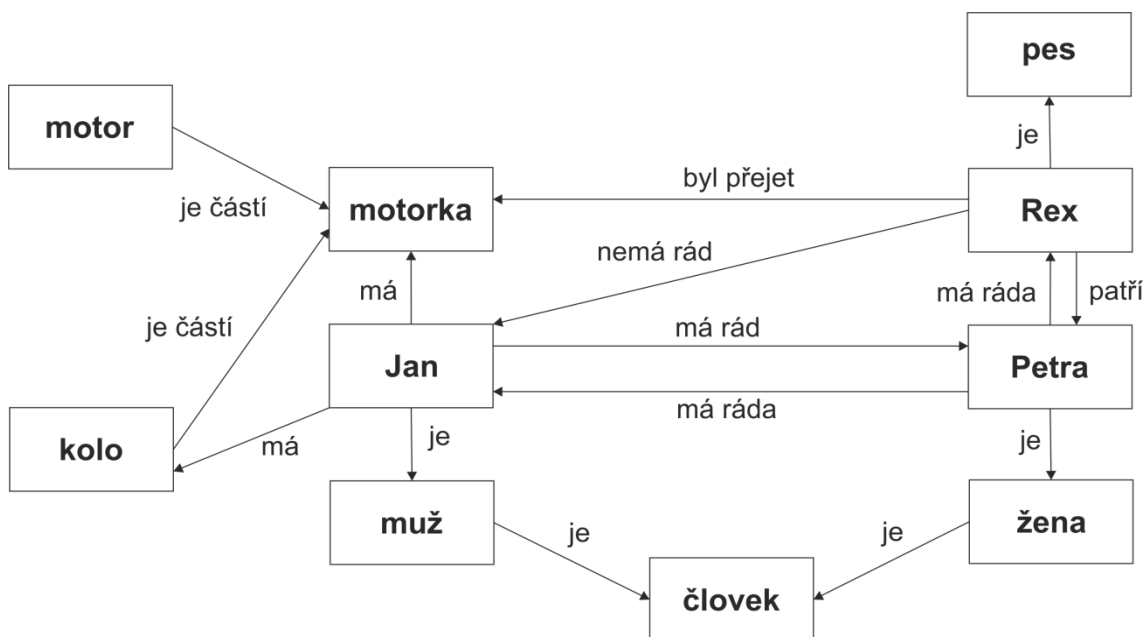 pes
motor
je
byl přejet
je částí
motorka
Rex
nemá rád
má
má ráda
patří
je částí
má rád
Jan
Petra
má ráda
kolo
má
je
je
muž
žena
je
je
človek